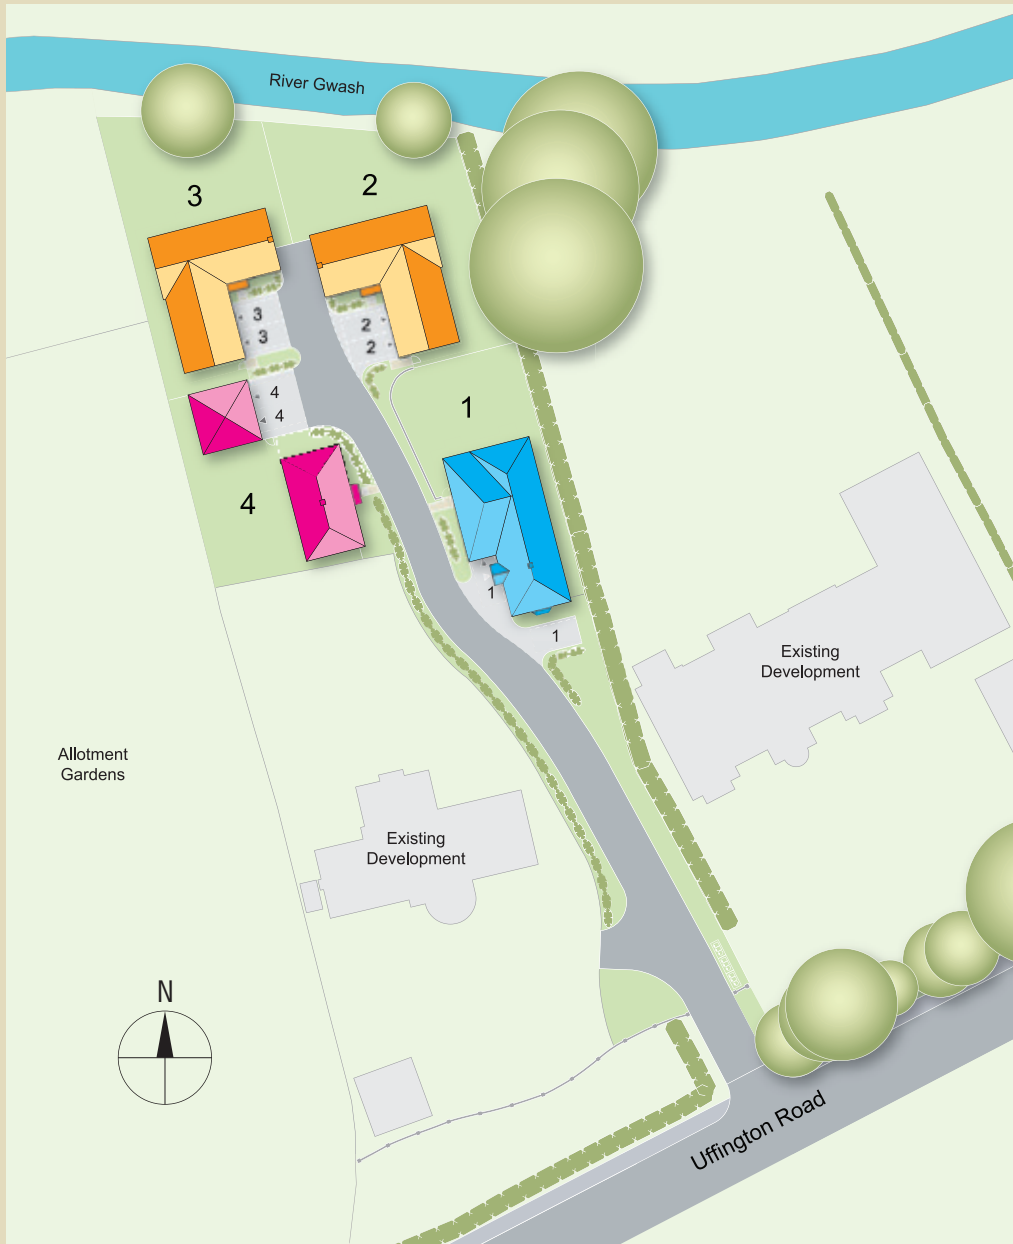 River Gwash
3
2
3
3
2
2
1
4
4
4
1
1
Existing
Development
Allotment
Gardens
Existing
Development
N
Uffington Road